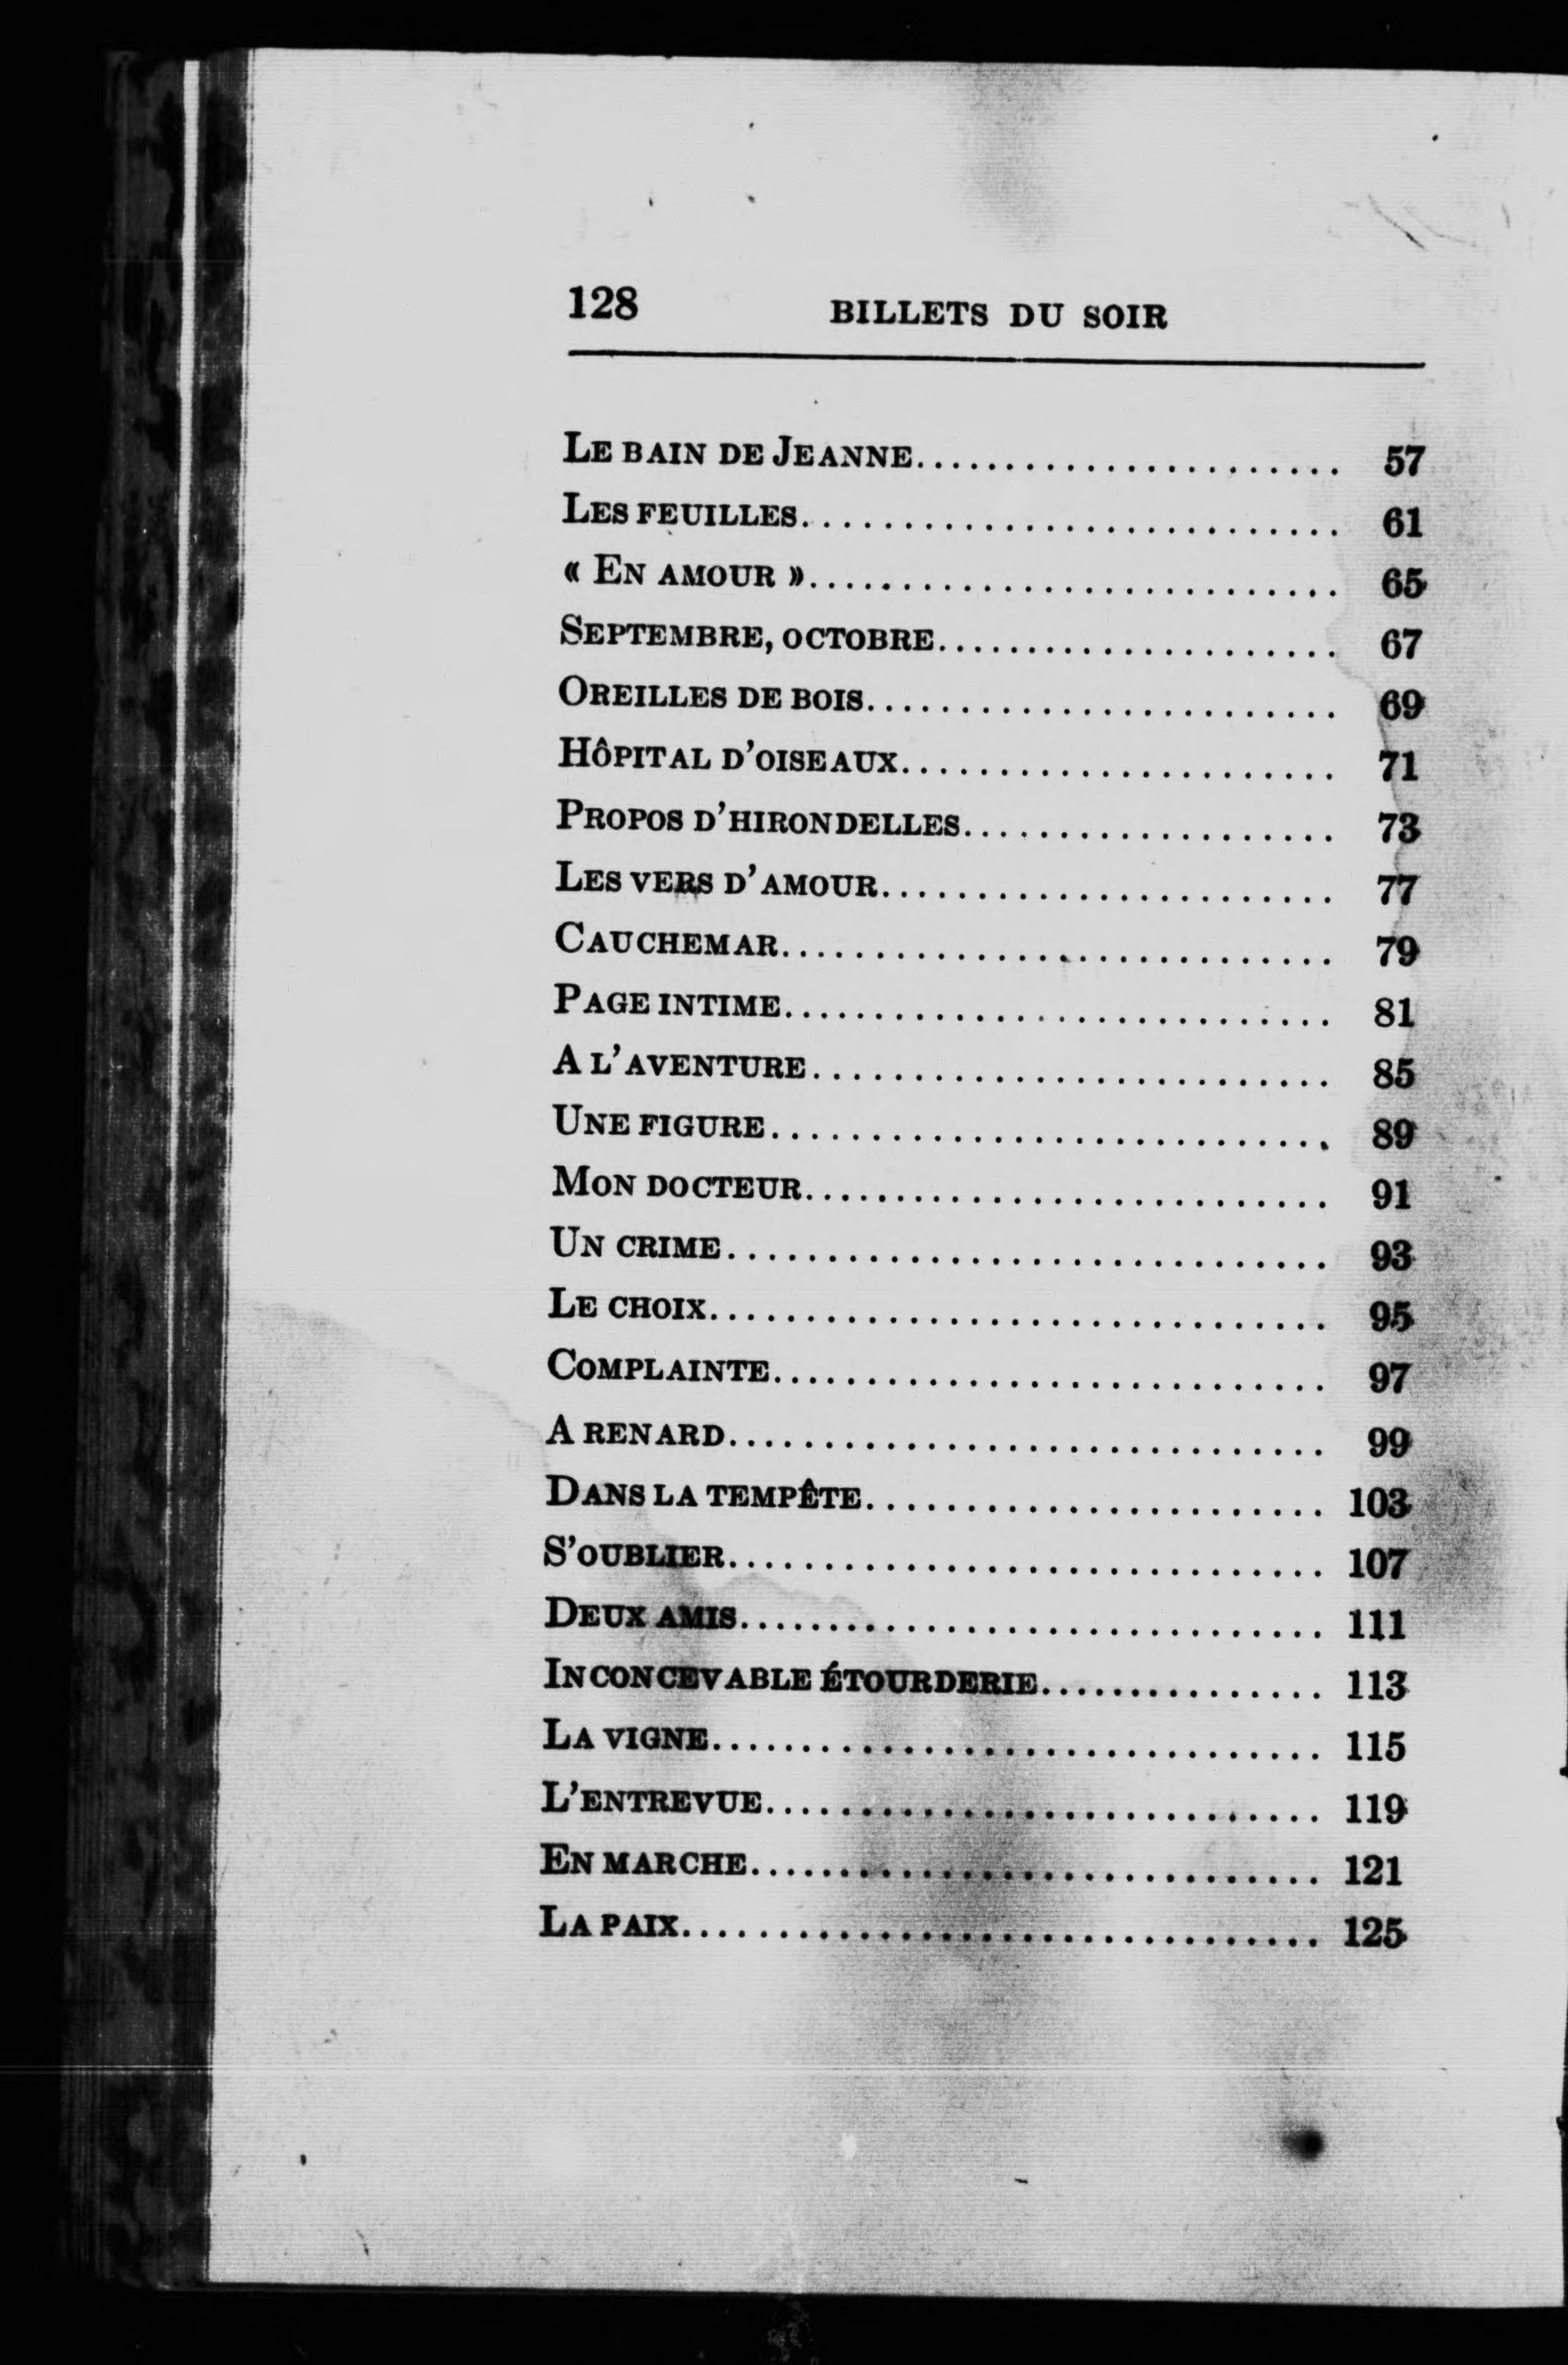 128 BILLETS DU SOIR
LE BAIN DE JEANNE....................... 57
LES FEUILLES............................. 61
« EN AMOUR »............................. 65
SEPTEMBRE, OCTOBRE...................... 67
OREILLES DE BOIS.......................... 69
HÔPITAL D'OISEAUX........................ 71
PROPOS D'HIRONDELLES.................... 73
LES VERS D'AMOUR......................... 77
CAUCHEMAR.............................. 79
PAGE INTIME.............................. 81
A L'AVENTURE............................ 85
UNE FIGURE............................... 89
MON DOCTEUR............................. 91
UN CRIME................................. 93
LE CHOIX.................................. 95
COMPLAINTE.............................. 97
A RENARD................................. 99
DANS LA TEMPÊTE......................... 103
S'OUBLIER................................. 107
DEUX AMIS................................ 111
INCONCEVABLE ÉTOURDERIE............... 113
LA VIGNE.................................. 115
L'ENTREVUE............................... 119
EN MARCHE............................... 121
LA PAIX................................... 125